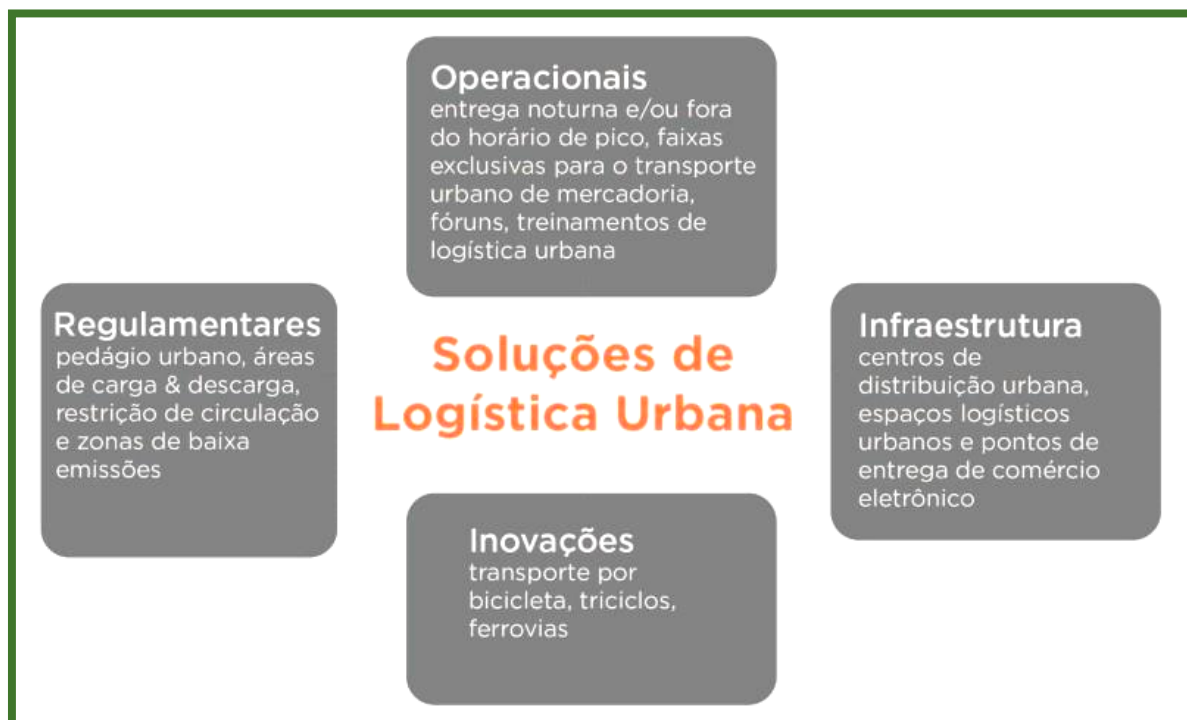 Operacionais
entrega noturna e/ou fora
do horário de pico, faixas
exclusivas para o transporte
urbano de mercadoria,
fóruns, treinamentos de
logística urbana
Regulamentares
pedágio urbano, áreas
de carga & descarga,
restrição de circulação
e zonas de baixa
emissões
Soluções de
Logística Urbana
Infraestrutura
centros de
distribuição urbana,
espaços logísticos
urbanos e pontos de
entrega de comércio
eletrônico
Inovações
transporte por
bicicleta, triciclos,
ferrovias